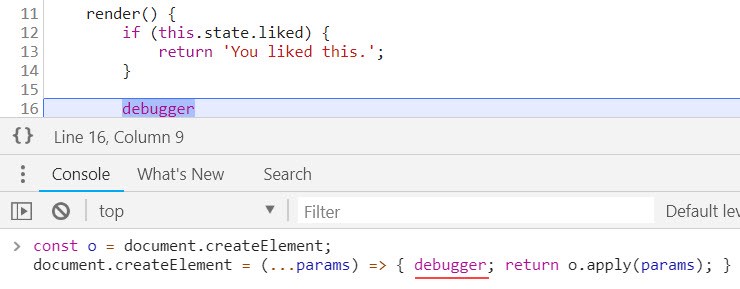 11 render() {
12 if (this.state.liked) {
13 return 'You liked this.';
14 }
15
16 debugger
{} Line 16, Column 9
Console What's New Search
top ▼ Filter Default lev
> const o = document.createElement;
document.createElement = (...params) => { debugger; return o.apply(params); }